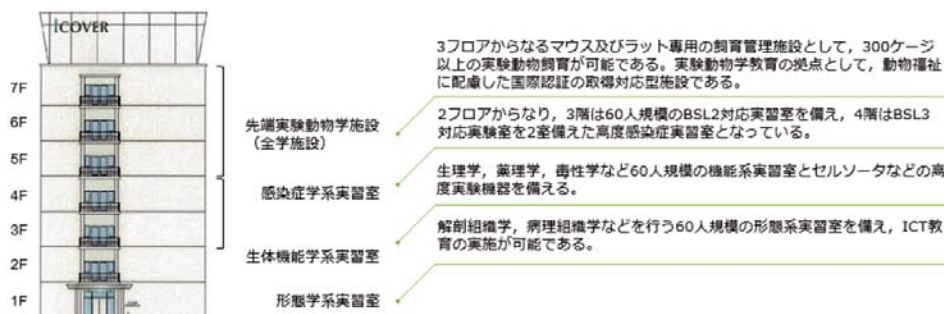 iCOVER
7F
6F
5F
4F
3F
2F
1F
先端実験動物学施設
（全学施設）
感染症学系実習室
生体機能学系実習室
形態学系実習室
3フロアからなるマウス及びラット専用の飼育管理施設として，300ケージ
以上の実験動物飼育が可能である。実験動物学教育の拠点として，動物福祉
に配慮した国際認証の取得対応型施設である。
2フロアからなり，3階は60人規模のBSL2対応実習室を備え，4階はBSL3
対応実験室を2室備えた高度感染症実習室となっている。
生理学，薬理学，毒性学など60人規模の機能系実習室とセルソータなどの高
度実験機器を備える。
解剖組織学，病理組織学などを行う60人規模の形態系実習室を備え，ICT教
育の実施が可能である。